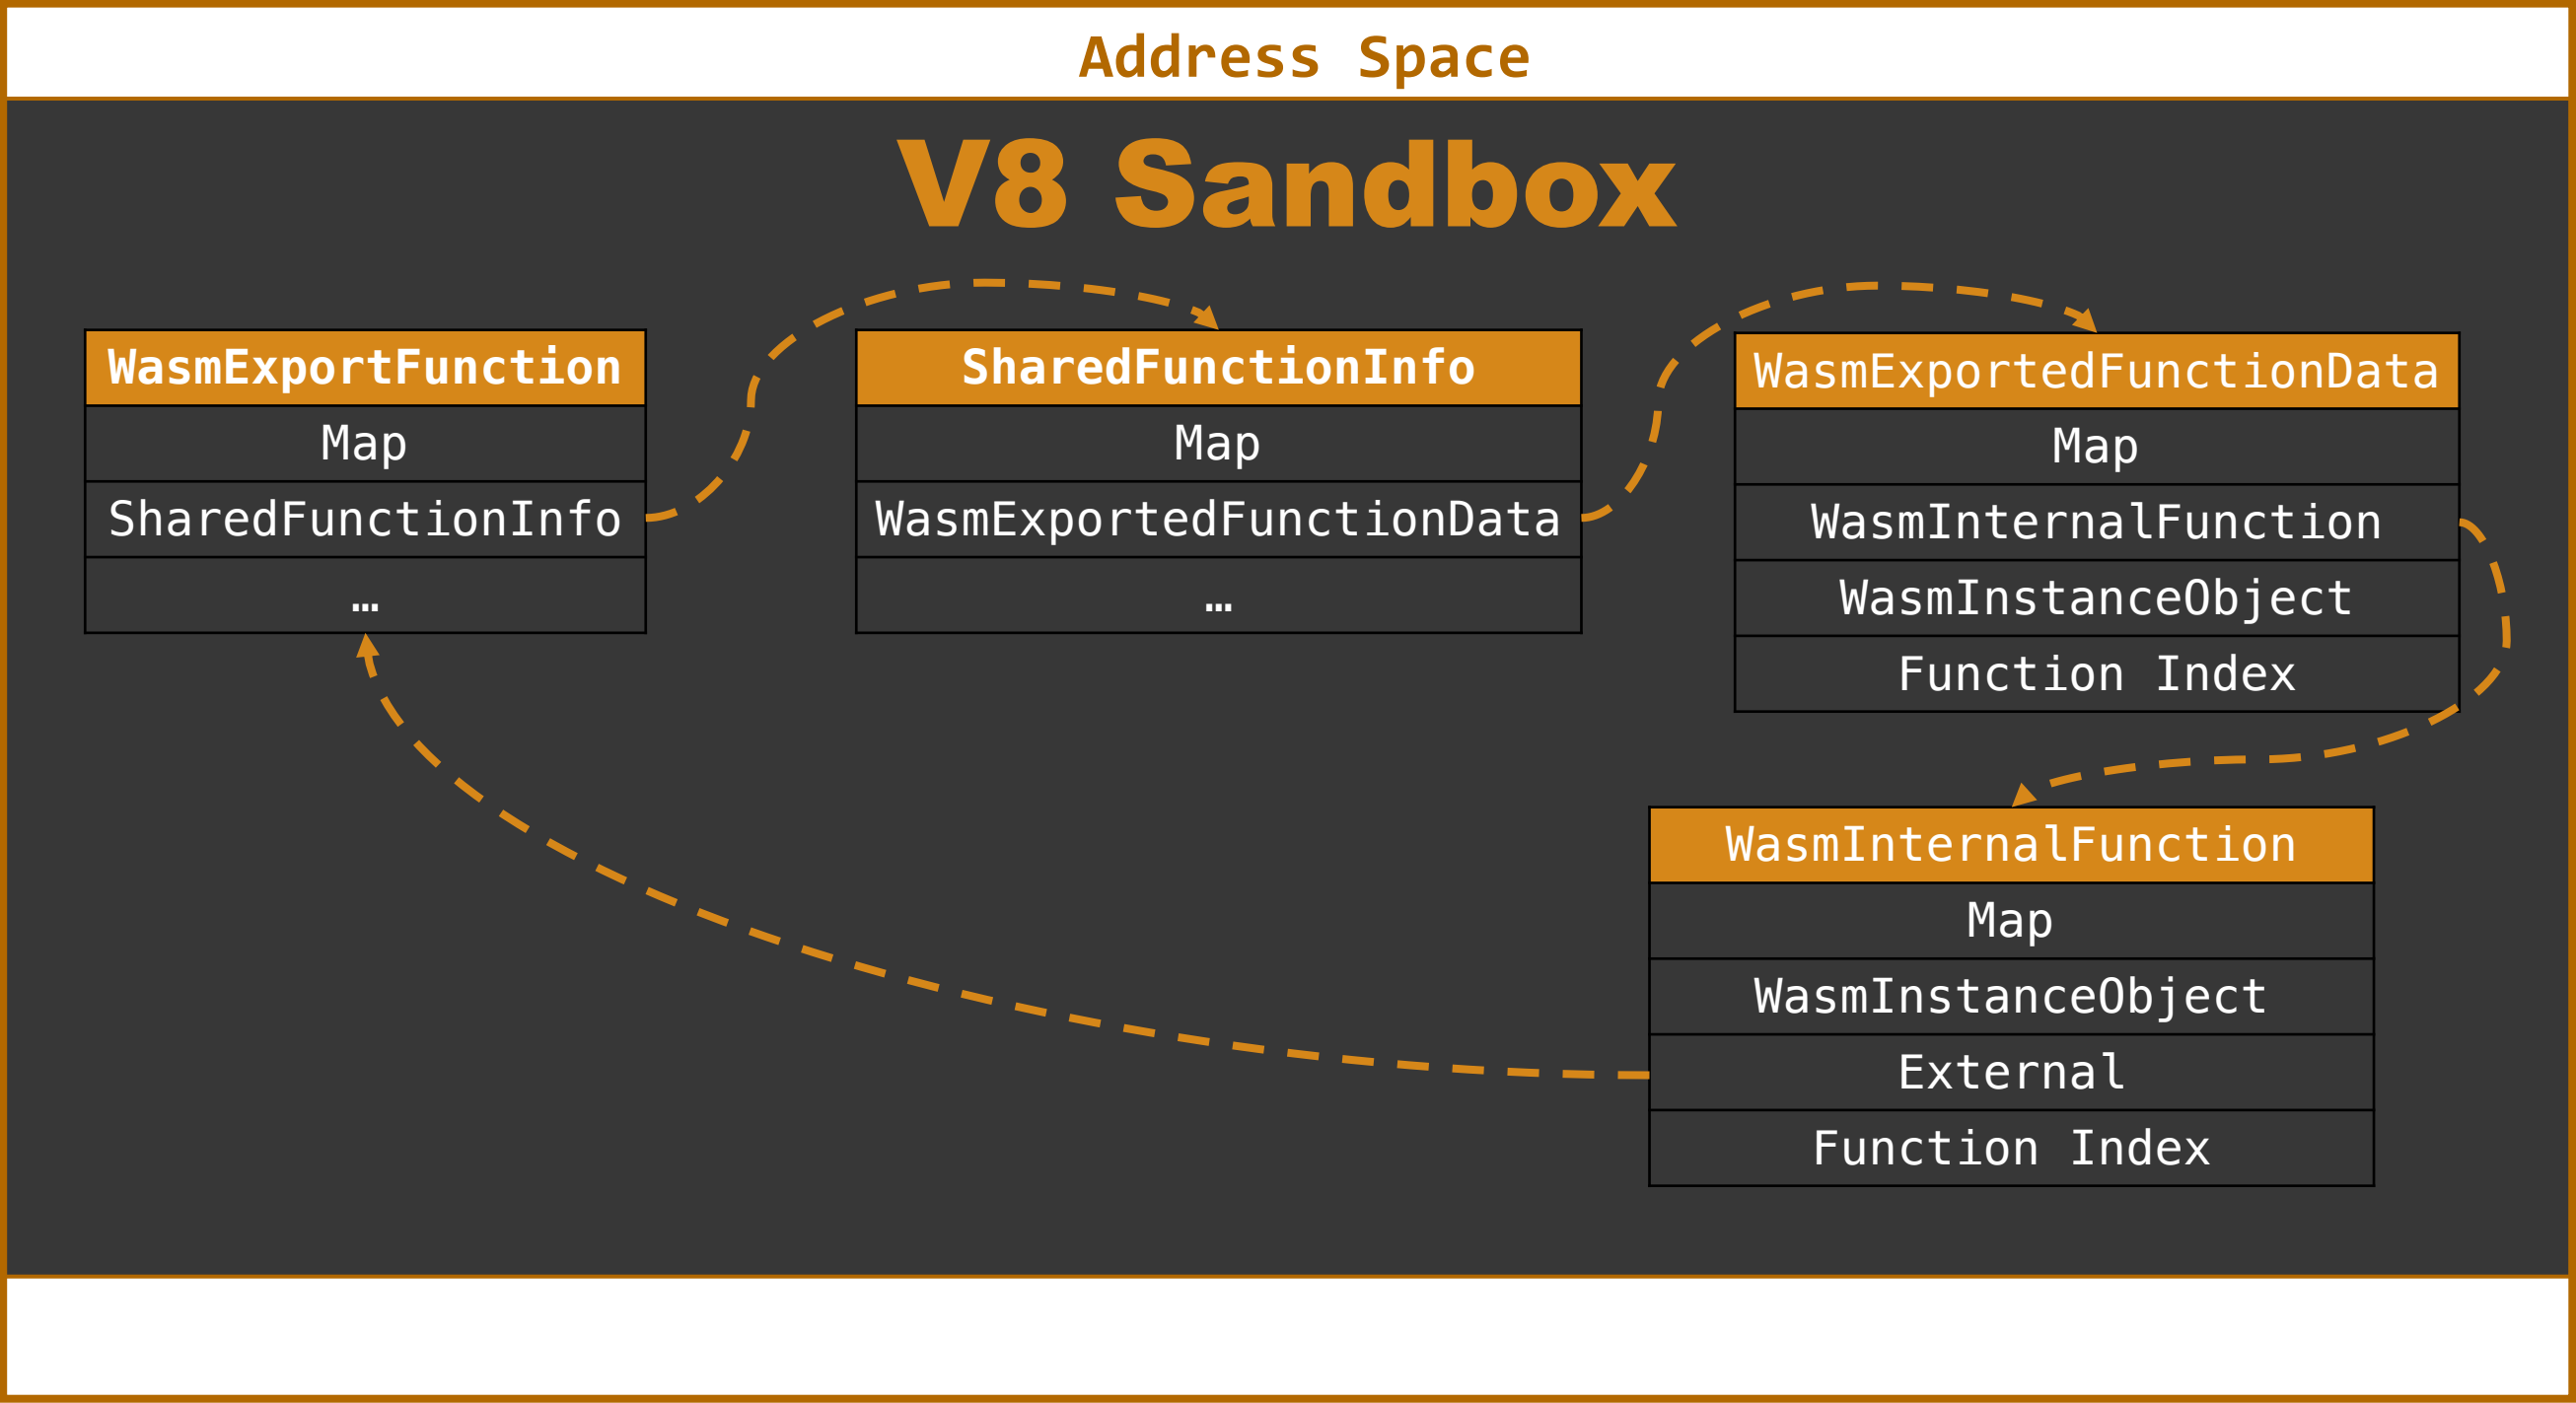 Address Space
V8 Sandbox
WasmExportFunction
Map
SharedFunctionInfo
…
SharedFunctionInfo
Map
WasmExportedFunctionData
…
WasmExportedFunctionData
Map
WasmInternalFunction
WasmInstanceObject
Function Index
WasmInternalFunction
Map
WasmInstanceObject
External
Function Index